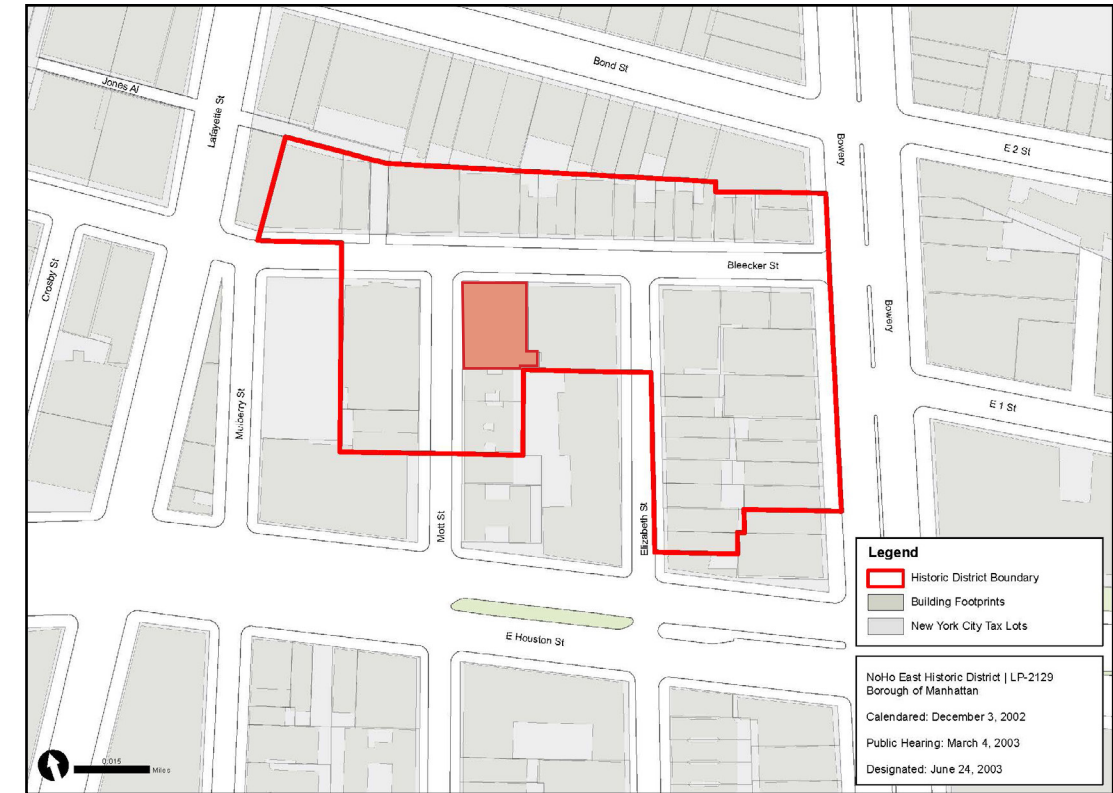 Bond St
Jones Al
Lafayette St
Bowery
E 2 St
Bleecker St
Crosby St
Bowery
Mulberry St
E 1 St
Mott St
Elizabeth St
E Houston St
Legend
Historic District Boundary
Building Footprints
New York City Tax Lots
NoHo East Historic District | LP-2129
Borough of Manhattan
Calendared: December 3, 2002
Public Hearing: March 4, 2003
Designated: June 24, 2003
0.015
Miles